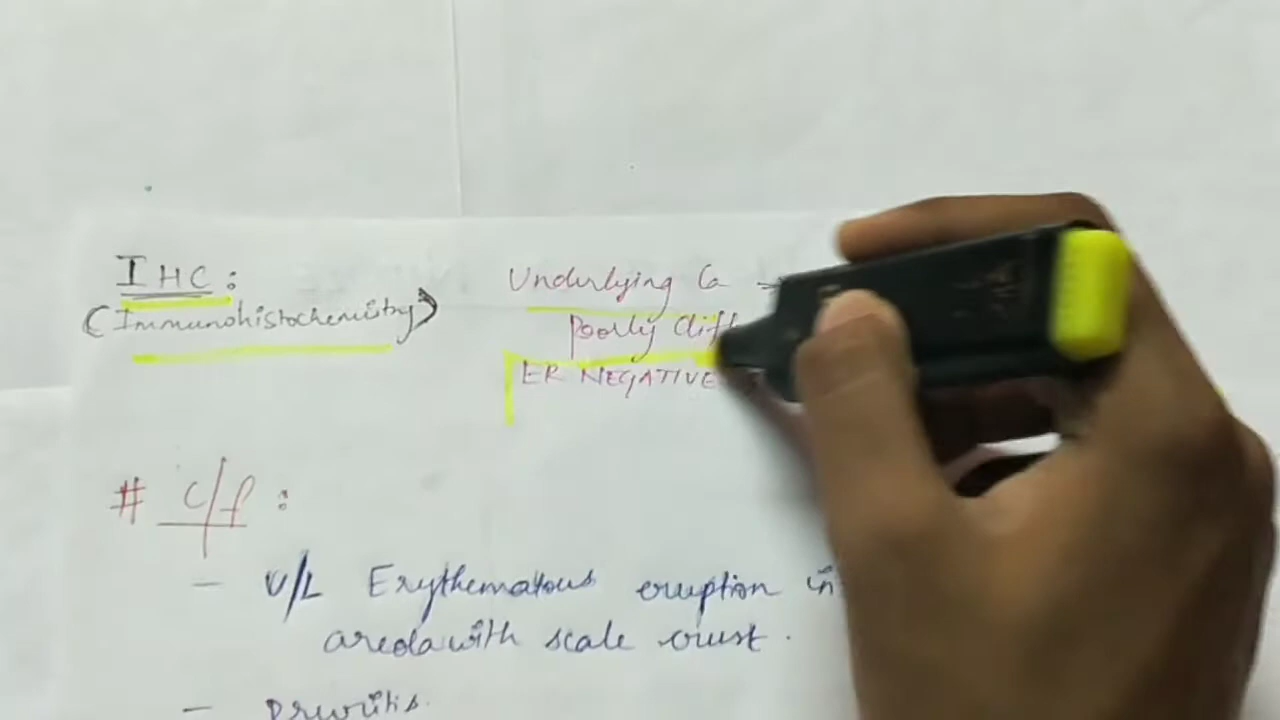 IHC:
Underlying Ca →
(Immunohistochemistry)
Poorly diff
ER NEGATIVE
# C/f :
- U/L Erythematous eruption in
areola with scale crust.
- Pruritis.